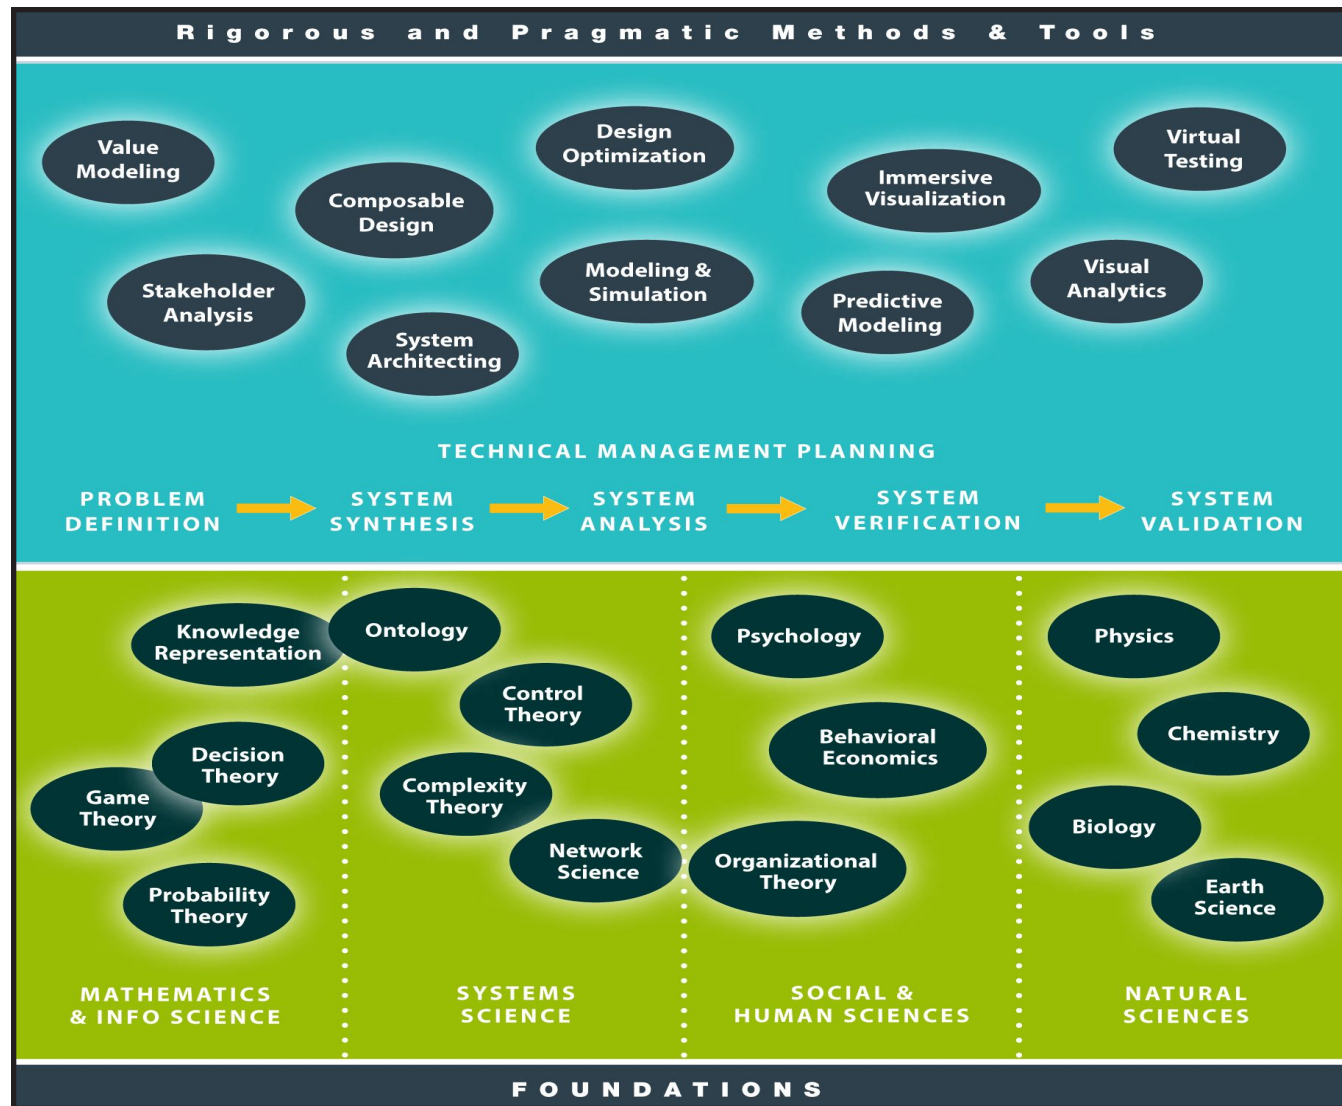 Rigorous and Pragmatic Methods & Tools
Value
Modeling
Stakeholder
Analysis
Composable
Design
System
Architecting
Design
Optimization
Modeling &
Simulation
Immersive
Visualization
Predictive
Modeling
Virtual
Testing
Visual
Analytics
TECHNICAL MANAGEMENT PLANNING
PROBLEM
DEFINITION
SYSTEM
SYNTHESIS
SYSTEM
ANALYSIS
SYSTEM
VERIFICATION
SYSTEM
VALIDATION
Knowledge
Representation
Decision
Theory
Game
Theory
Probability
Theory
MATHEMATICS
& INFO SCIENCE
Ontology
Control
Theory
Complexity
Theory
Network
Science
SYSTEMS
SCIENCE
Psychology
Behavioral
Economics
Organizational
Theory
SOCIAL &
HUMAN SCIENCES
Physics
Chemistry
Biology
Earth
Science
NATURAL
SCIENCES
FOUNDATIONS